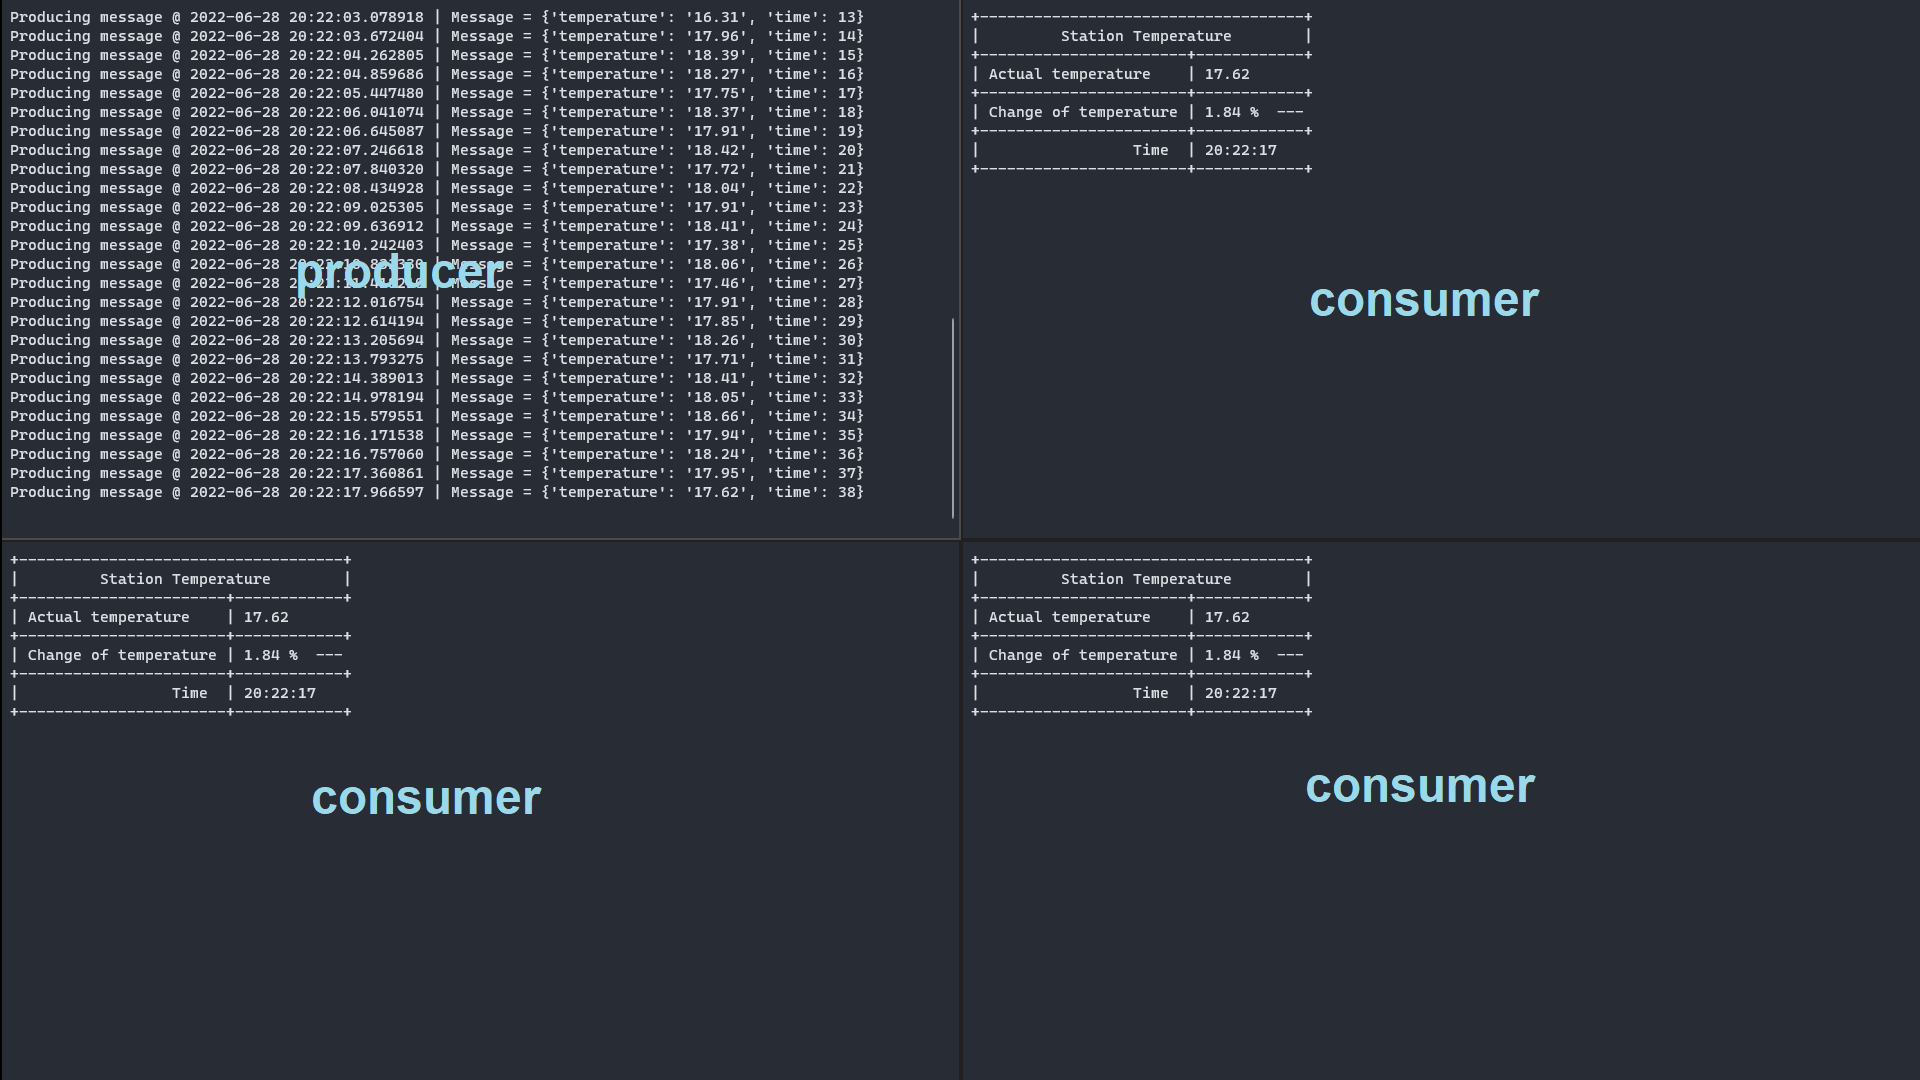 Producing message @ 2022-06-28 20:22:03.078918 | Message = {'temperature': '16.31', 'time': 13}
Producing message @ 2022-06-28 20:22:03.672404 | Message = {'temperature': '17.96', 'time': 14}
Producing message @ 2022-06-28 20:22:04.262805 | Message = {'temperature': '18.39', 'time': 15}
Producing message @ 2022-06-28 20:22:04.859686 | Message = {'temperature': '18.27', 'time': 16}
Producing message @ 2022-06-28 20:22:05.447480 | Message = {'temperature': '17.75', 'time': 17}
Producing message @ 2022-06-28 20:22:06.041074 | Message = {'temperature': '18.37', 'time': 18}
Producing message @ 2022-06-28 20:22:06.645087 | Message = {'temperature': '17.91', 'time': 19}
Producing message @ 2022-06-28 20:22:07.246618 | Message = {'temperature': '18.42', 'time': 20}
Producing message @ 2022-06-28 20:22:07.840320 | Message = {'temperature': '17.72', 'time': 21}
Producing message @ 2022-06-28 20:22:08.434928 | Message = {'temperature': '18.04', 'time': 22}
Producing message @ 2022-06-28 20:22:09.025305 | Message = {'temperature': '17.91', 'time': 23}
Producing message @ 2022-06-28 20:22:09.636912 | Message = {'temperature': '18.41', 'time': 24}
Producing message @ 2022-06-28 20:22:10.242403 | Message = {'temperature': '17.38', 'time': 25}
Producing message @ 2022-06-28 | Message = {'temperature': '18.06', 'time': 26}
Producing message @ 2022-06-28 | Message = {'temperature': '17.46', 'time': 27}
producer
Producing message @ 2022-06-28 20:22:12.016754 | Message = {'temperature': '17.91', 'time': 28}
Producing message @ 2022-06-28 20:22:12.614194 | Message = {'temperature': '17.85', 'time': 29}
Producing message @ 2022-06-28 20:22:13.205694 | Message = {'temperature': '18.26', 'time': 30}
Producing message @ 2022-06-28 20:22:13.793275 | Message = {'temperature': '17.71', 'time': 31}
Producing message @ 2022-06-28 20:22:14.389013 | Message = {'temperature': '18.41', 'time': 32}
Producing message @ 2022-06-28 20:22:14.978194 | Message = {'temperature': '18.05', 'time': 33}
Producing message @ 2022-06-28 20:22:15.579551 | Message = {'temperature': '18.66', 'time': 34}
Producing message @ 2022-06-28 20:22:16.171538 | Message = {'temperature': '17.94', 'time': 35}
Producing message @ 2022-06-28 20:22:16.757060 | Message = {'temperature': '18.24', 'time': 36}
Producing message @ 2022-06-28 20:22:17.360861 | Message = {'temperature': '17.95', 'time': 37}
Producing message @ 2022-06-28 20:22:17.966597 | Message = {'temperature': '17.62', 'time': 38}
+------------------------------------+
| Station Temperature |
+-----------------------+------------+
| Actual temperature | 17.62
+-----------------------+------------+
| Change of temperature | 1.84 % ---
+-----------------------+------------+
| Time | 20:22:17
+-----------------------+------------+
consumer
+------------------------------------+
| Station Temperature |
+-----------------------+------------+
| Actual temperature | 17.62
+-----------------------+------------+
| Change of temperature | 1.84 % ---
+-----------------------+------------+
| Time | 20:22:17
+-----------------------+------------+
consumer
+------------------------------------+
| Station Temperature |
+-----------------------+------------+
| Actual temperature | 17.62
+-----------------------+------------+
| Change of temperature | 1.84 % ---
+-----------------------+------------+
| Time | 20:22:17
+-----------------------+------------+
consumer